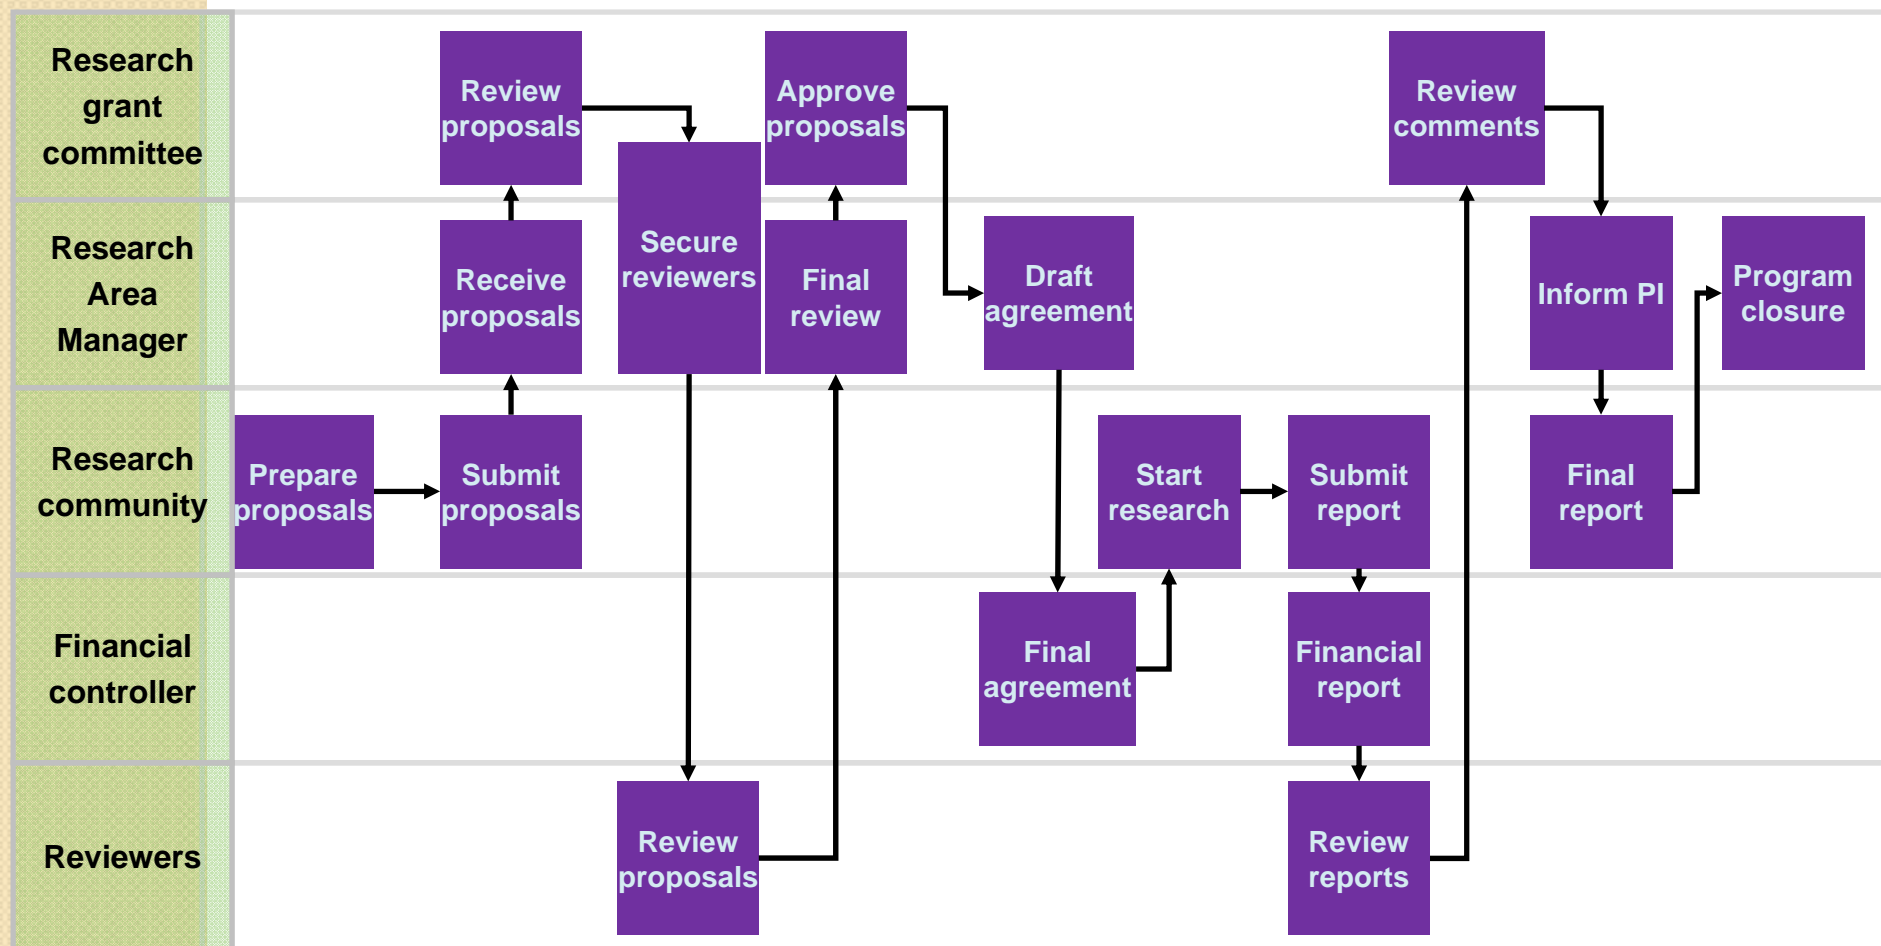 Research
grant
committee
Review
proposals
Approve
proposals
Review
comments
Research
Area
Manager
Receive
proposals
Secure
reviewers
Final
review
Draft
agreement
Inform PI
Program
closure
Research
community
Prepare
proposals
Submit
proposals
Start
research
Submit
report
Final
report
Financial
controller
Final
agreement
Financial
report
Reviewers
Review
proposals
Review
reports